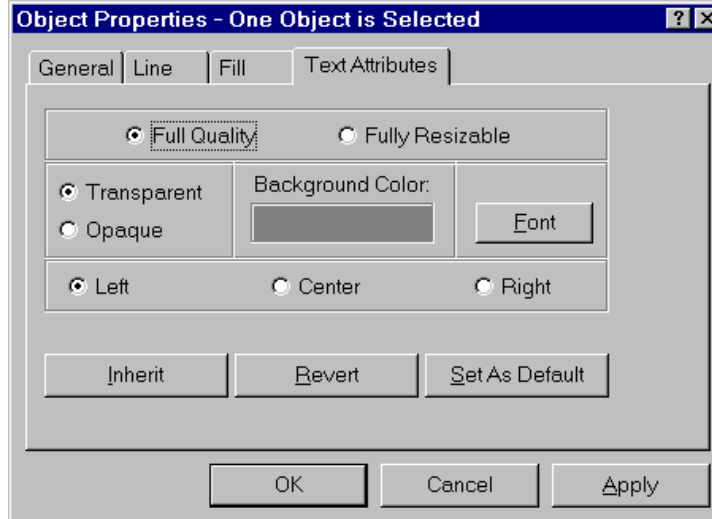 Object Properties - One Object is Selected ? X
General Line Fill Text Attributes
Full Quality Fully Resizable
Transparent Background Color:
Opaque Font
Left Center Right
Inherit Revert Set As Default
OK Cancel Apply